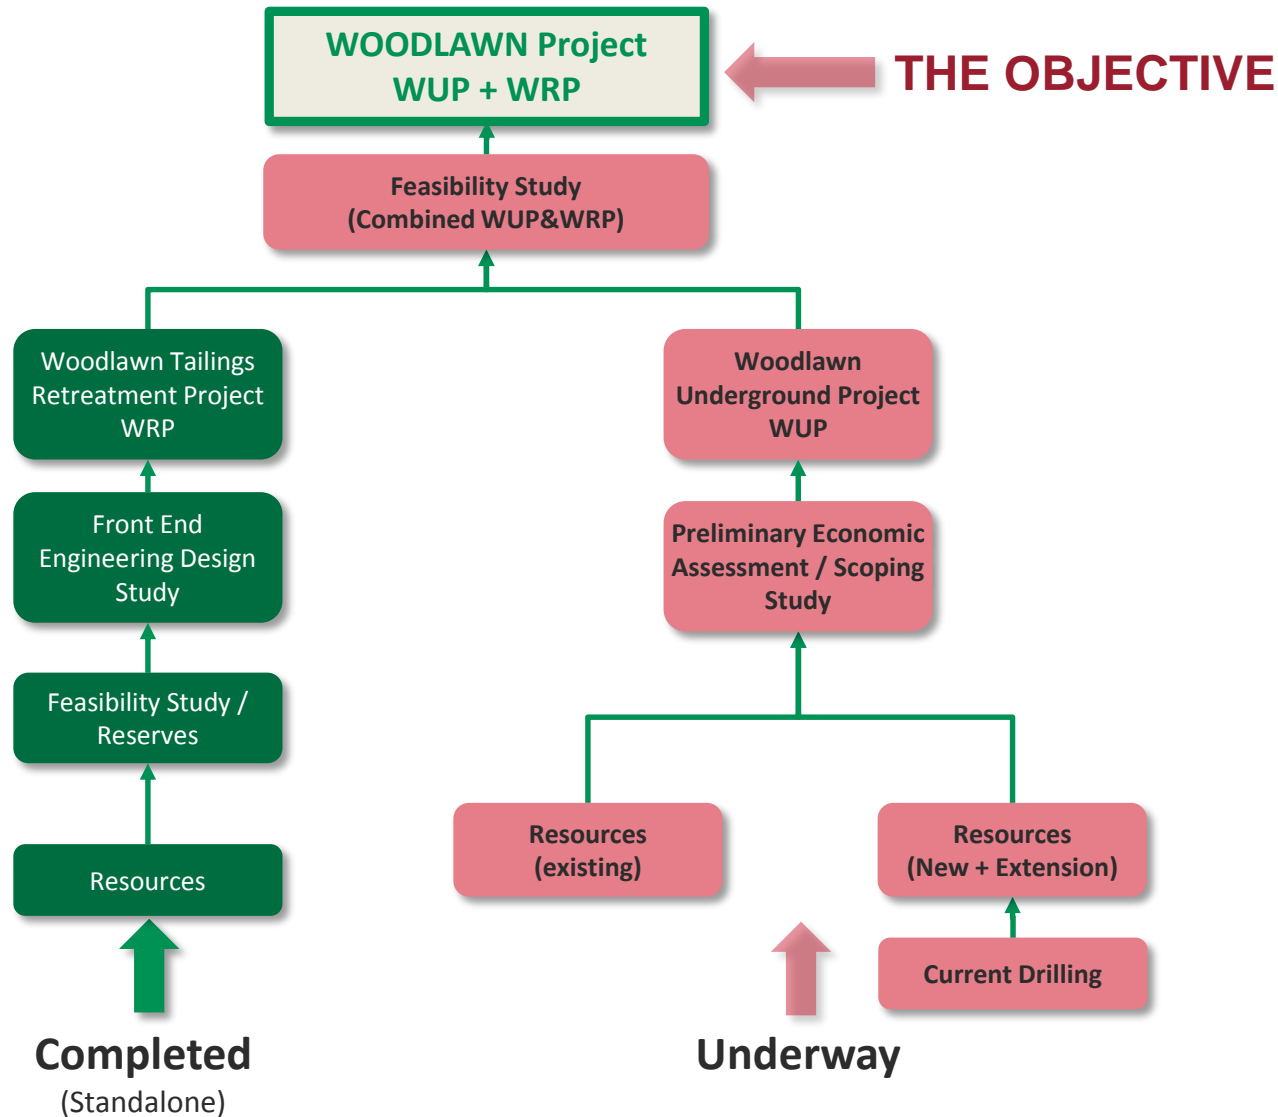 WOODLAWN Project
WUP + WRP
THE OBJECTIVE
Feasibility Study
(Combined WUP&WRP)
Woodlawn Tailings
Retreatment Project
WRP
Woodlawn
Underground Project
WUP
Front End
Engineering Design
Study
Preliminary Economic
Assessment / Scoping
Study
Feasibility Study /
Reserves
Resources
(existing)
Resources
(New + Extension)
Resources
Current Drilling
Completed
(Standalone)
Underway